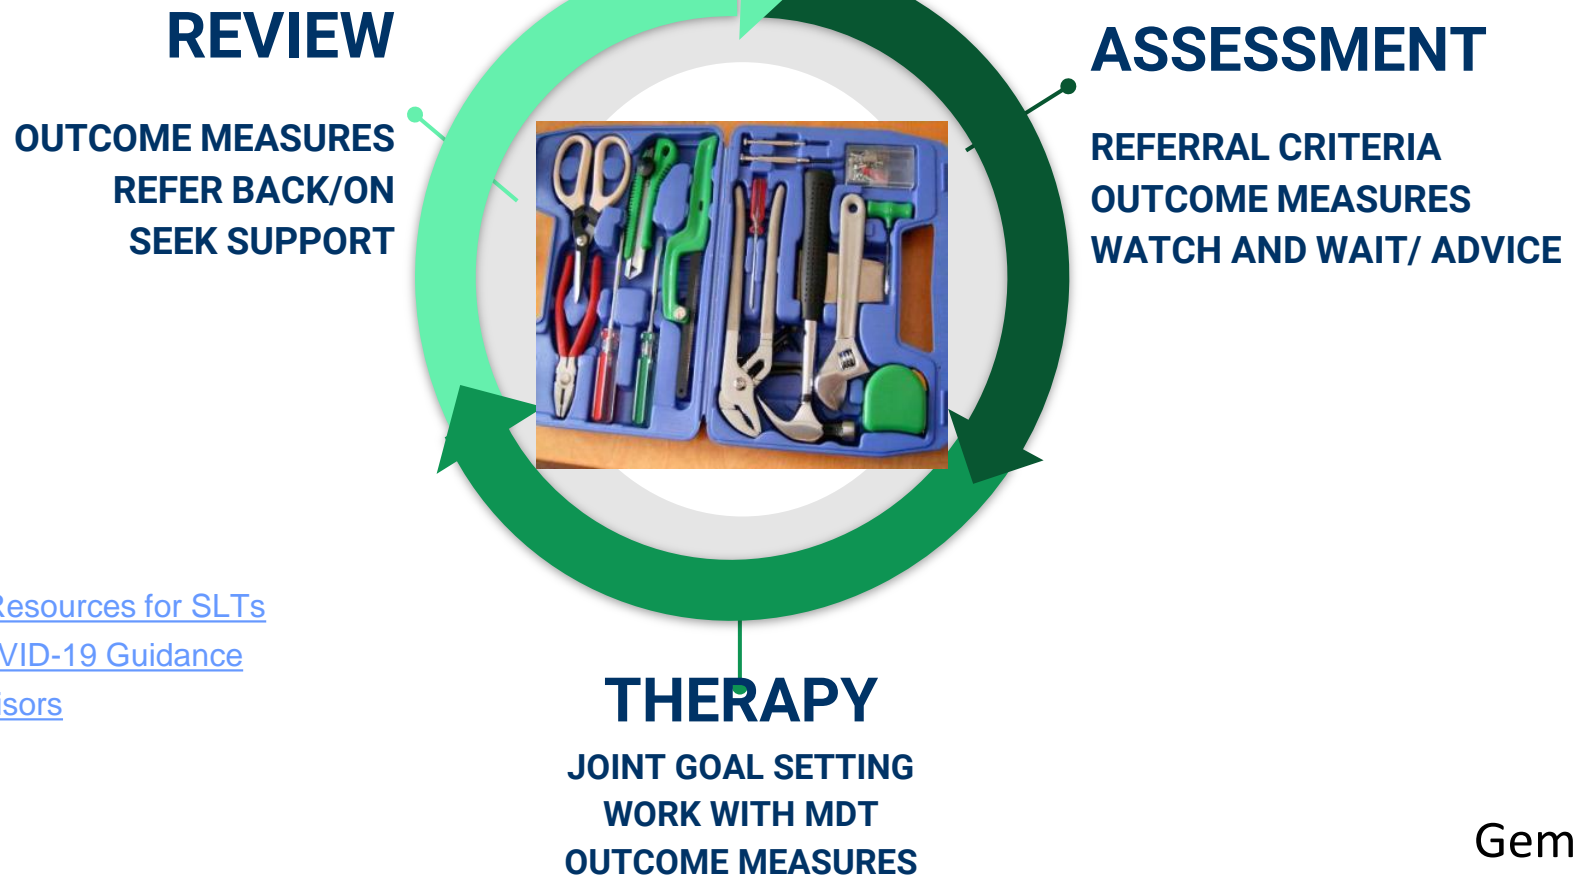 REVIEW
OUTCOME MEASURES
REFER BACK/ON
SEEK SUPPORT
ASSESSMENT
REFERRAL CRITERIA
OUTCOME MEASURES
WATCH AND WAIT/ ADVICE
Resources for SLTs
VID-19 Guidance
isors
THERAPY
JOINT GOAL SETTING
WORK WITH MDT
OUTCOME MEASURES
Gem